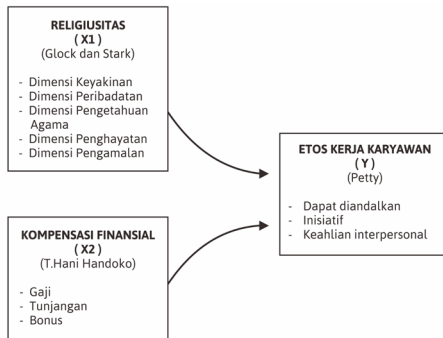 RELIGIUSITAS
( X1 )
(Glock dan Stark)
- Dimensi Keyakinan
- Dimensi Peribadatan
- Dimensi Pengetahuan
Agama
- Dimensi Penghayatan
- Dimensi Pengamalan
KOMPENSASI FINANSIAL
( X2 )
(T.Hani Handoko)
- Gaji
- Tunjangan
- Bonus
ETOS KERJA KARYAWAN
( Y )
(Petty)
- Dapat diandalkan
- Inisiatif
- Keahlian interpersonal